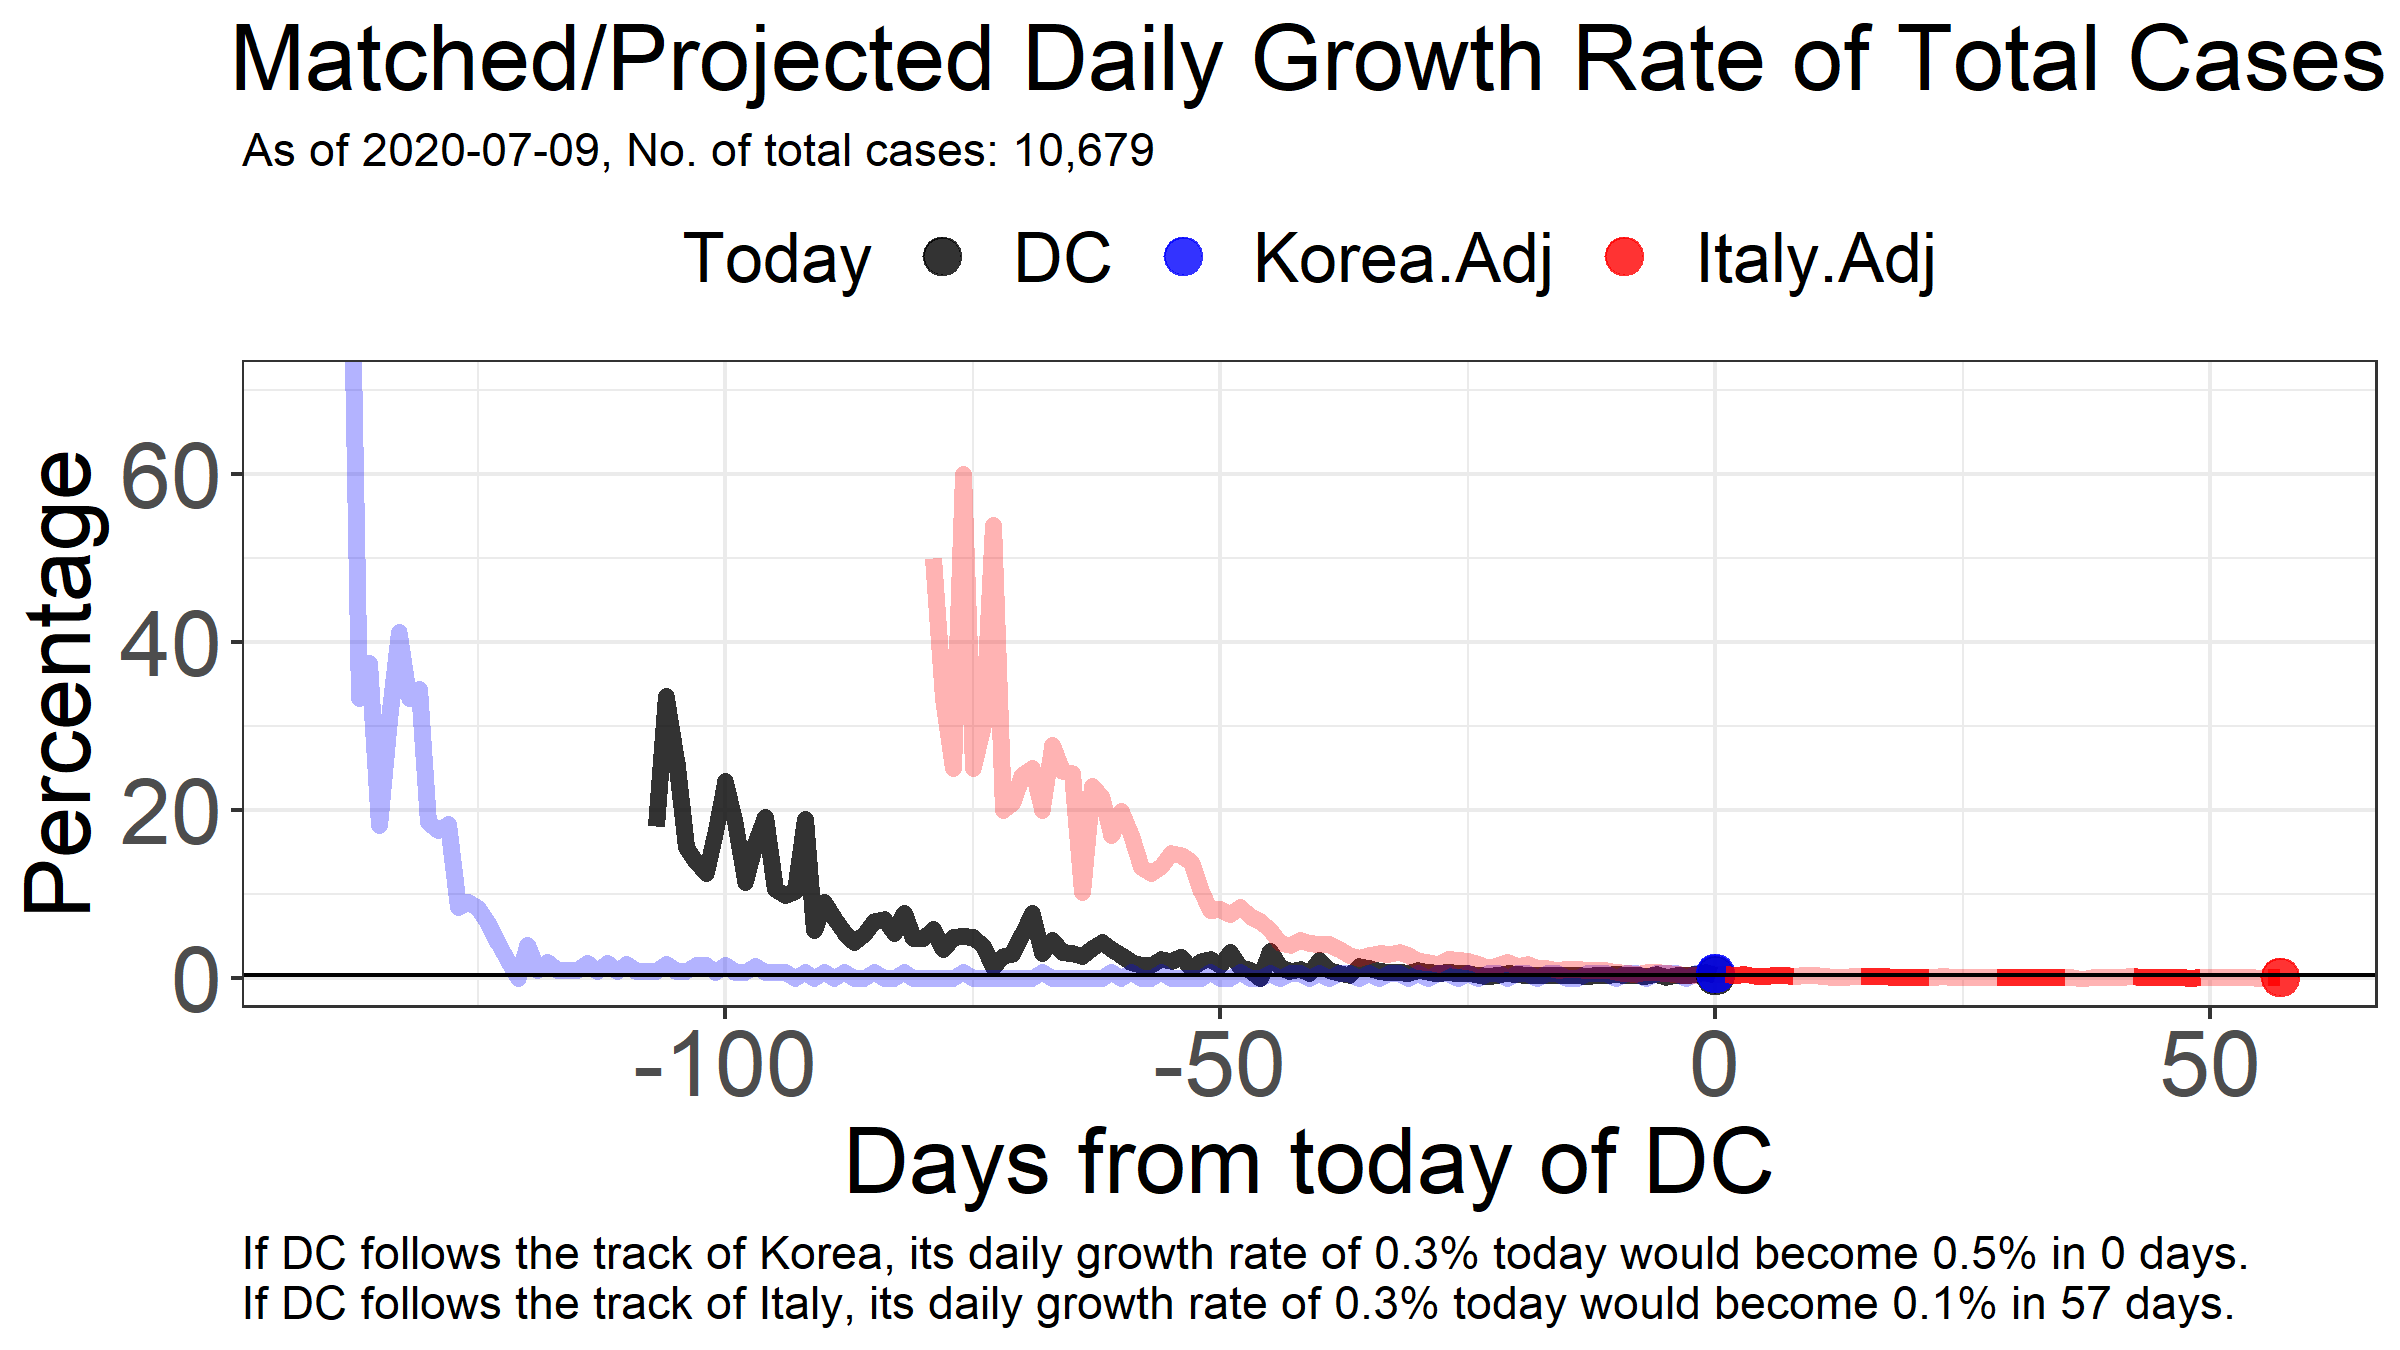 Matched/Projected Daily Growth Rate of Total Cases
As of 2020-07-09, No. of total cases: 10,679
Today DC Korea.Adj Italy.Adj
Percentage
60
40
20
0
-100 -50 0 50
Days from today of DC
If DC follows the track of Korea, its daily growth rate of 0.3% today would become 0.5% in 0 days.
If DC follows the track of Italy, its daily growth rate of 0.3% today would become 0.1% in 57 days.